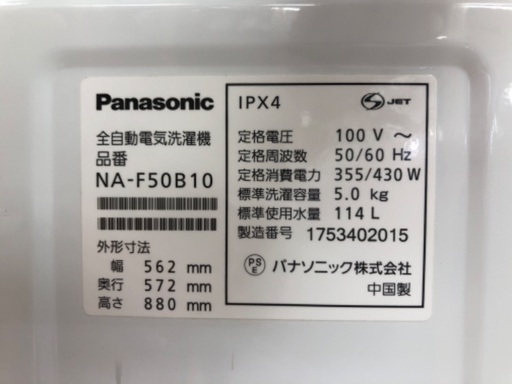 Panasonic
全自動電気洗濯機
品番
NA-F50B10
外形寸法
幅 562 mm
奥行 572 mm
高さ 880 mm
IPX4 S JET
定格電圧 100 V ～
定格周波数 50/60 Hz
定格消費電力 355/430 W
標準洗濯容量 5.0 kg
標準使用水量 114 L
製造番号 1753402015
PS E パナソニック株式会社
中国製